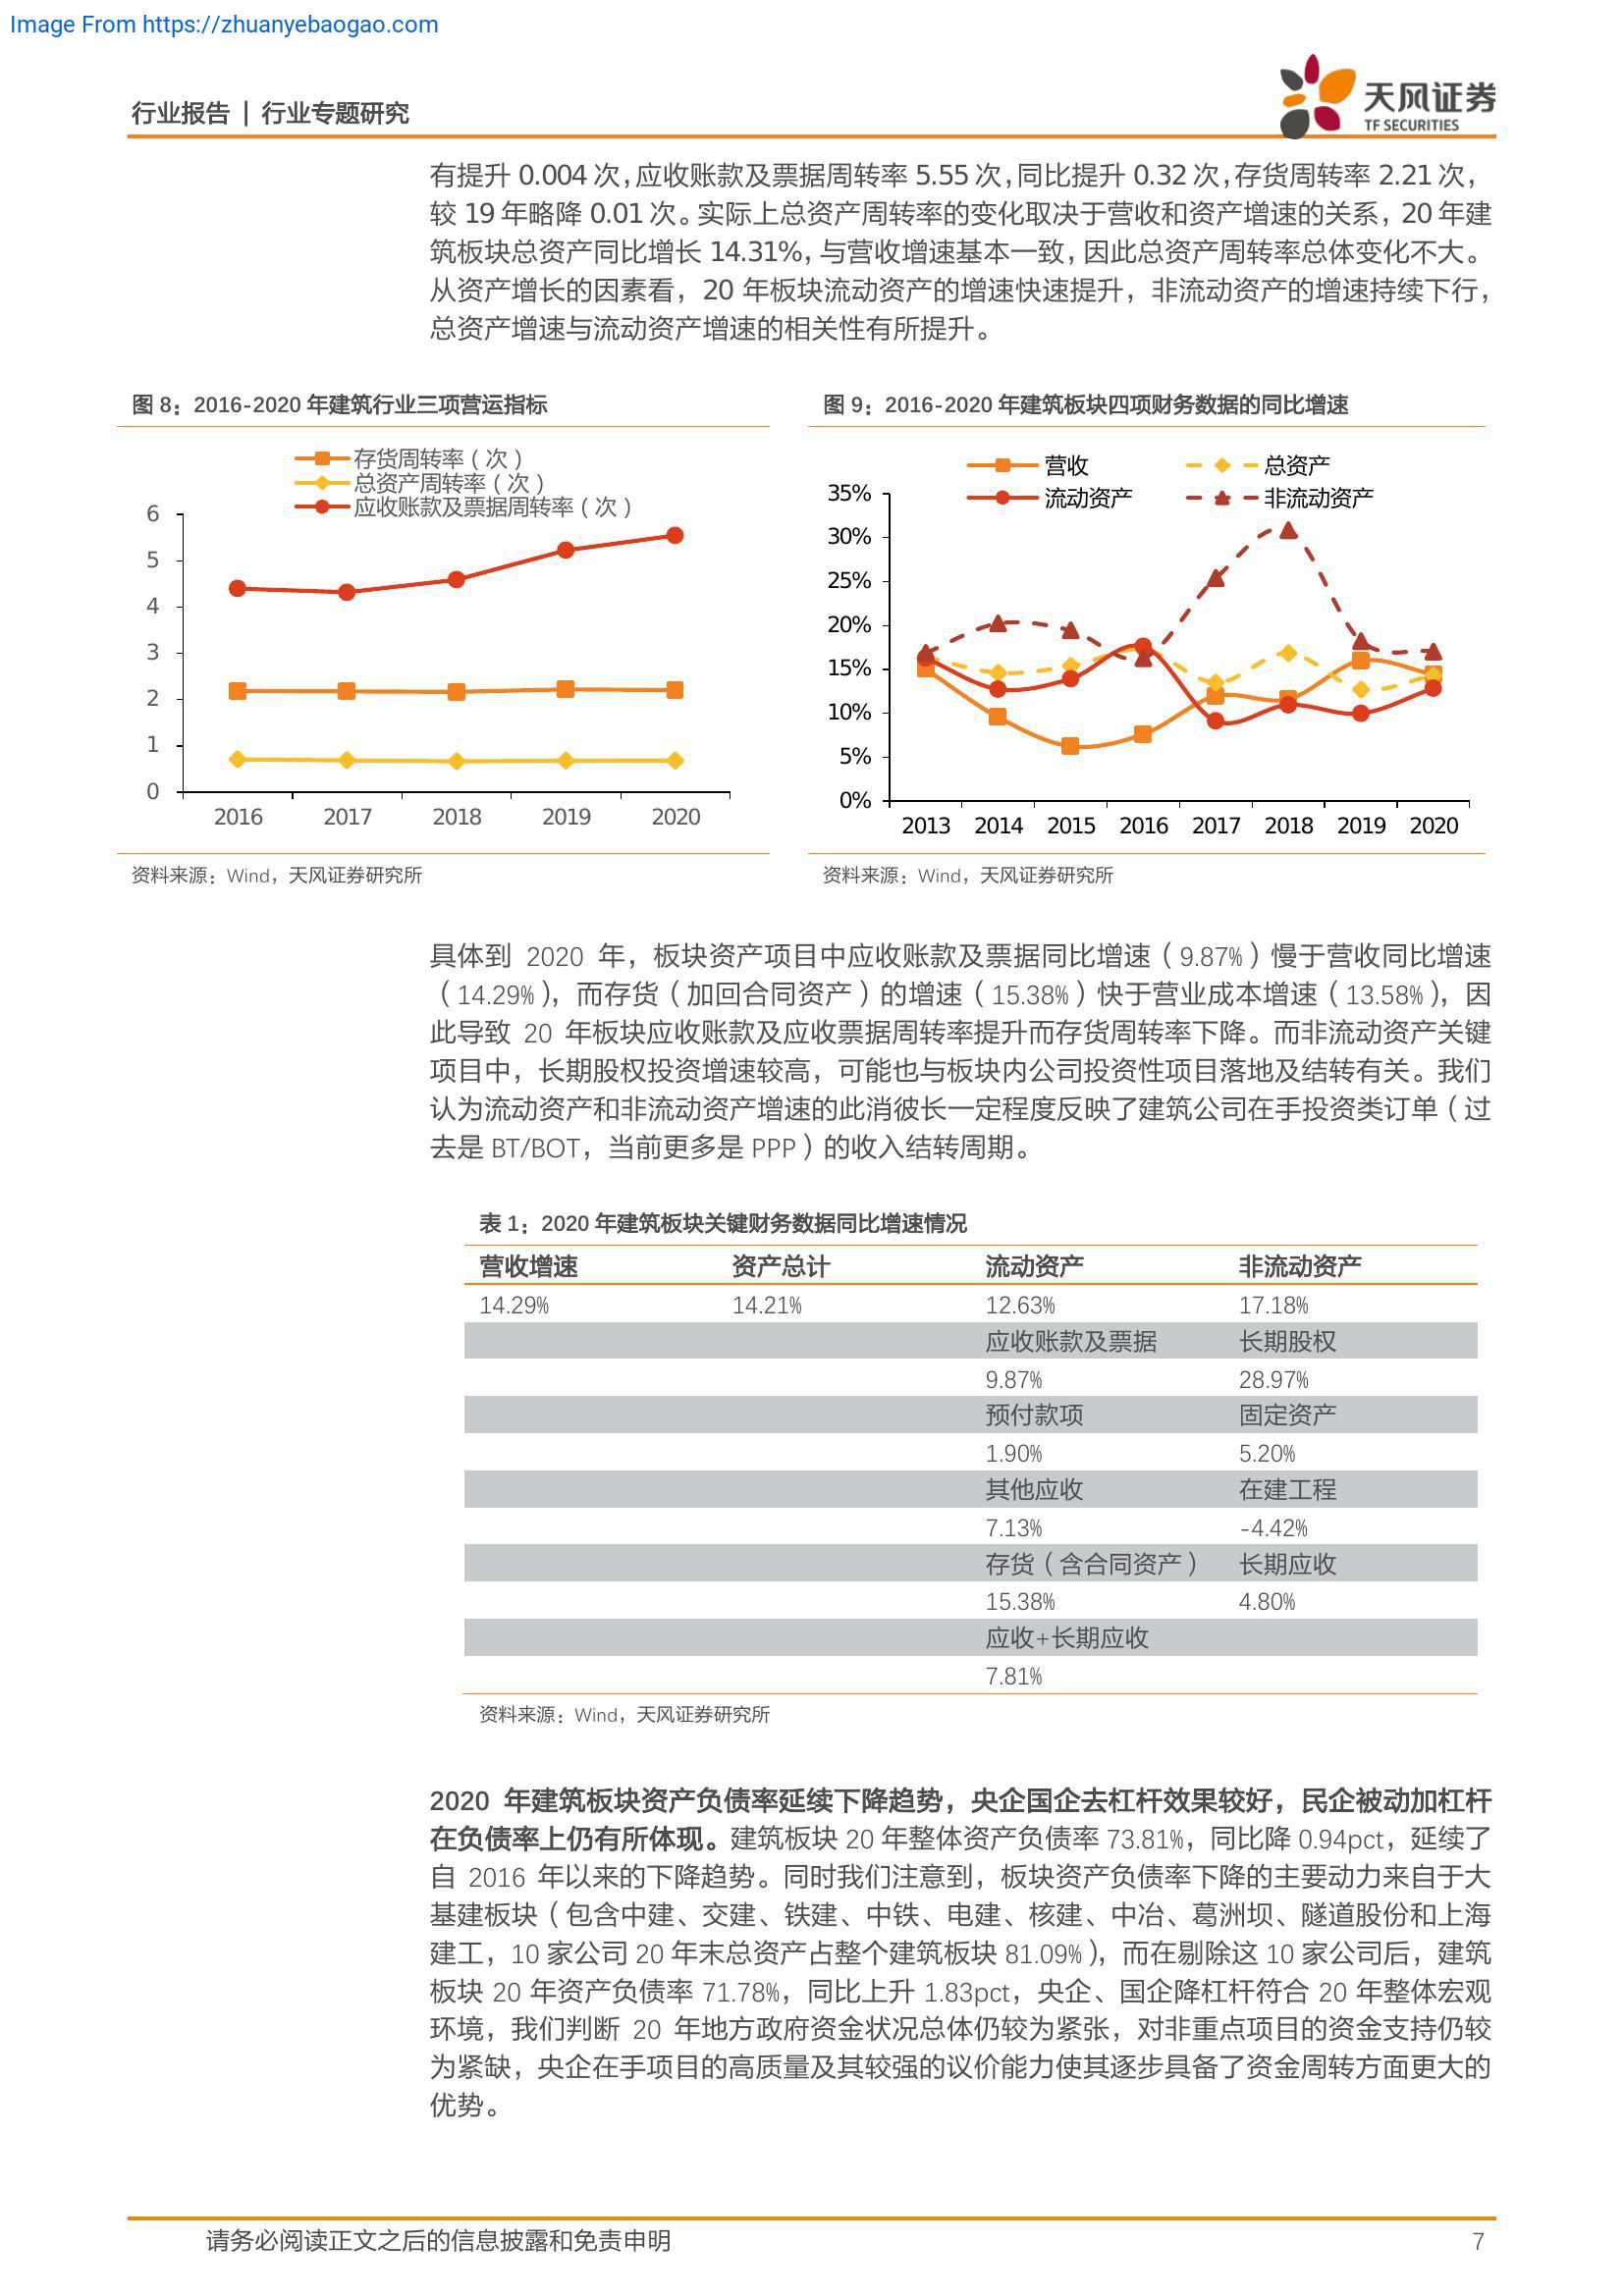 Image From https://zhuanyebaogao.com
行业报告 | 行业专题研究
天风证券
TF SECURITIES
有提升 0.004 次，应收账款及票据周转率 5.55 次，同比提升 0.32 次，存货周转率 2.21 次，
较 19 年略降 0.01 次。实际上总资产周转率的变化取决于营收和资产增速的关系，20 年建
筑板块总资产同比增长 14.31%，与营收增速基本一致，因此总资产周转率总体变化不大。
从资产增长的因素看，20 年板块流动资产的增速快速提升，非流动资产的增速持续下行，
总资产增速与流动资产增速的相关性有所提升。
图 8：2016-2020 年建筑行业三项营运指标
存货周转率（次）
总资产周转率（次）
应收账款及票据周转率（次）
6
5
4
3
2
1
0
2016 2017 2018 2019 2020
资料来源：Wind，天风证券研究所
图 9：2016-2020 年建筑板块四项财务数据的同比增速
营收 总资产
流动资产 非流动资产
35%
30%
25%
20%
15%
10%
5%
0%
2013 2014 2015 2016 2017 2018 2019 2020
资料来源：Wind，天风证券研究所
具体到 2020 年，板块资产项目中应收账款及票据同比增速（9.87%）慢于营收同比增速
（14.29%），而存货（加回合同资产）的增速（15.38%）快于营业成本增速（13.58%），因
此导致 20 年板块应收账款及应收票据周转率提升而存货周转率下降。而非流动资产关键
项目中，长期股权投资增速较高，可能也与板块内公司投资性项目落地及结转有关。我们
认为流动资产和非流动资产增速的此消彼长一定程度反映了建筑公司在手投资类订单（过
去是 BT/BOT，当前更多是 PPP）的收入结转周期。
表 1：2020 年建筑板块关键财务数据同比增速情况
营收增速 资产总计 流动资产 非流动资产
14.29% 14.21% 12.63% 17.18%
应收账款及票据 长期股权
9.87% 28.97%
预付款项 固定资产
1.90% 5.20%
其他应收 在建工程
7.13% -4.42%
存货（含合同资产） 长期应收
15.38% 4.80%
应收+长期应收
7.81%
资料来源：Wind，天风证券研究所
2020 年建筑板块资产负债率延续下降趋势，央企国企去杠杆效果较好，民企被动加杠杆
在负债率上仍有所体现。建筑板块 20 年整体资产负债率 73.81%，同比降 0.94pct，延续了
自 2016 年以来的下降趋势。同时我们注意到，板块资产负债率下降的主要动力来自于大
基建板块（包含中建、交建、铁建、中铁、电建、核建、中冶、葛洲坝、隧道股份和上海
建工，10 家公司 20 年末总资产占整个建筑板块 81.09%），而在剔除这 10 家公司后，建筑
板块 20 年资产负债率 71.78%，同比上升 1.83pct，央企、国企降杠杆符合 20 年整体宏观
环境，我们判断 20 年地方政府资金状况总体仍较为紧张，对非重点项目的资金支持仍较
为紧缺，央企在手项目的高质量及其较强的议价能力使其逐步具备了资金周转方面更大的
优势。
请务必阅读正文之后的信息披露和免责申明 7